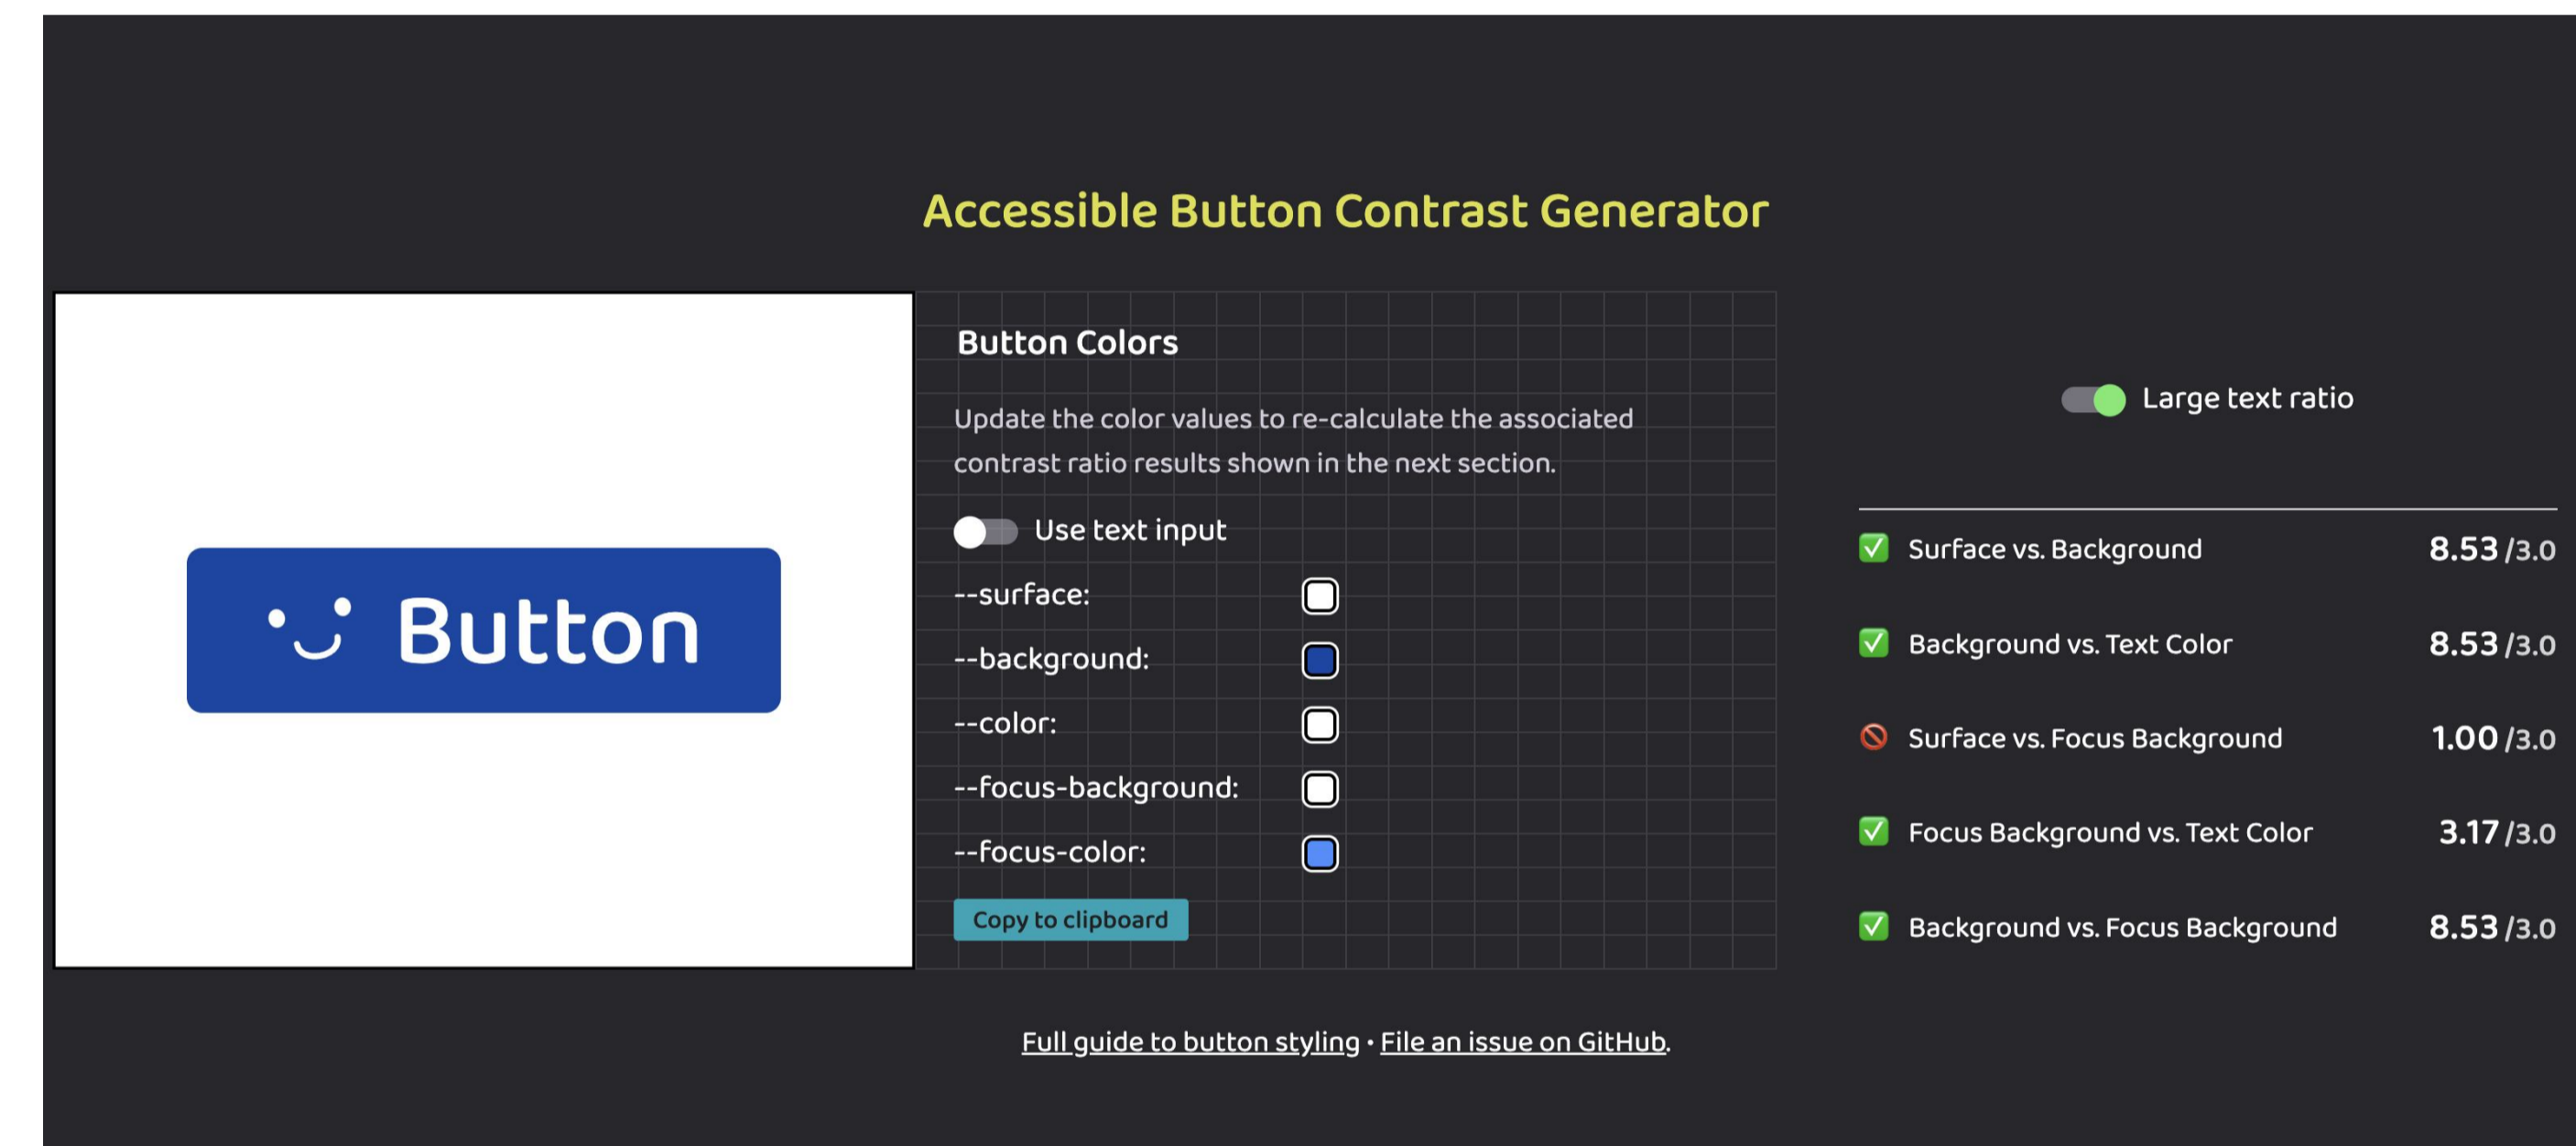 Accessible Button Contrast Generator
Button
Button Colors
Update the color values to re-calculate the associated
contrast ratio results shown in the next section.
Use text input
--surface:
--background:
--color:
--focus-background:
--focus-color:
Copy to clipboard
Large text ratio
Surface vs. Background 8.53 /3.0
Background vs. Text Color 8.53 /3.0
Surface vs. Focus Background 1.00 /3.0
Focus Background vs. Text Color 3.17 /3.0
Background vs. Focus Background 8.53 /3.0
Full guide to button styling • File an issue on GitHub.